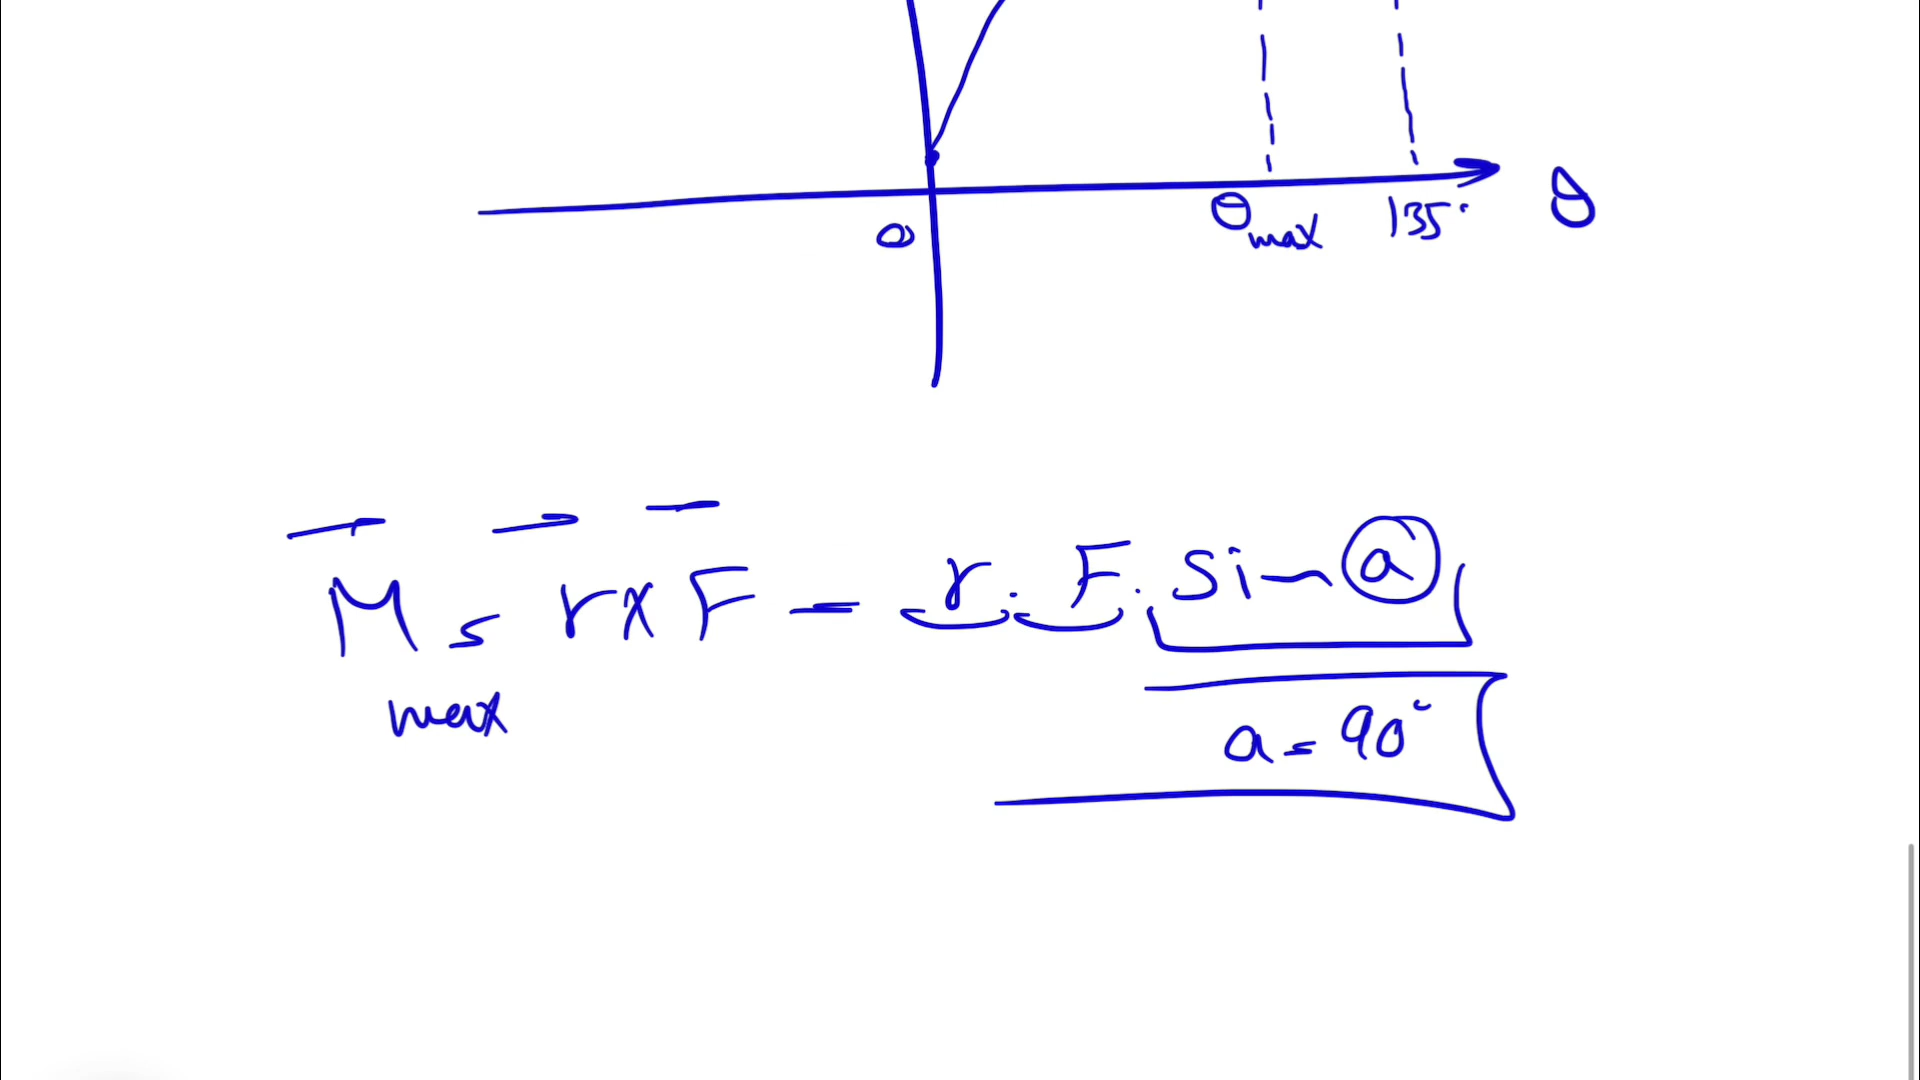 0 θmax 135° θ
M = r x F = r . F . sin a
max
a = 90°